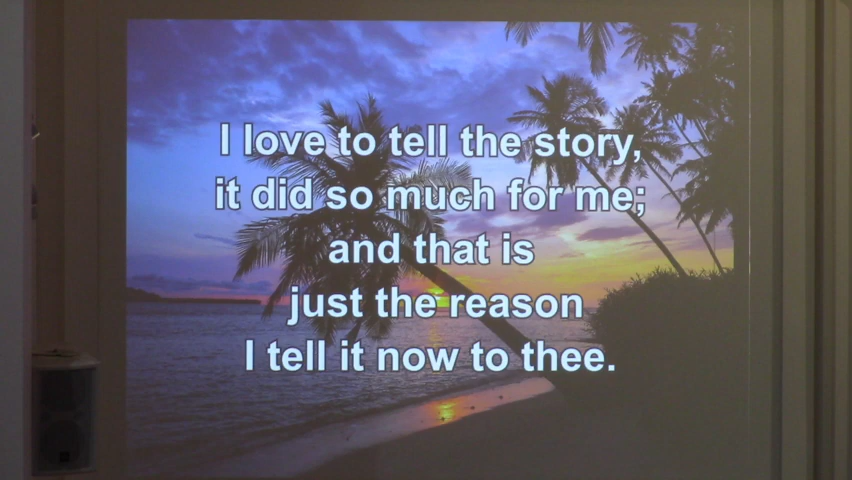 I love to tell the story,
it did so much for me;
and that is
just the reason
I tell it now to thee.